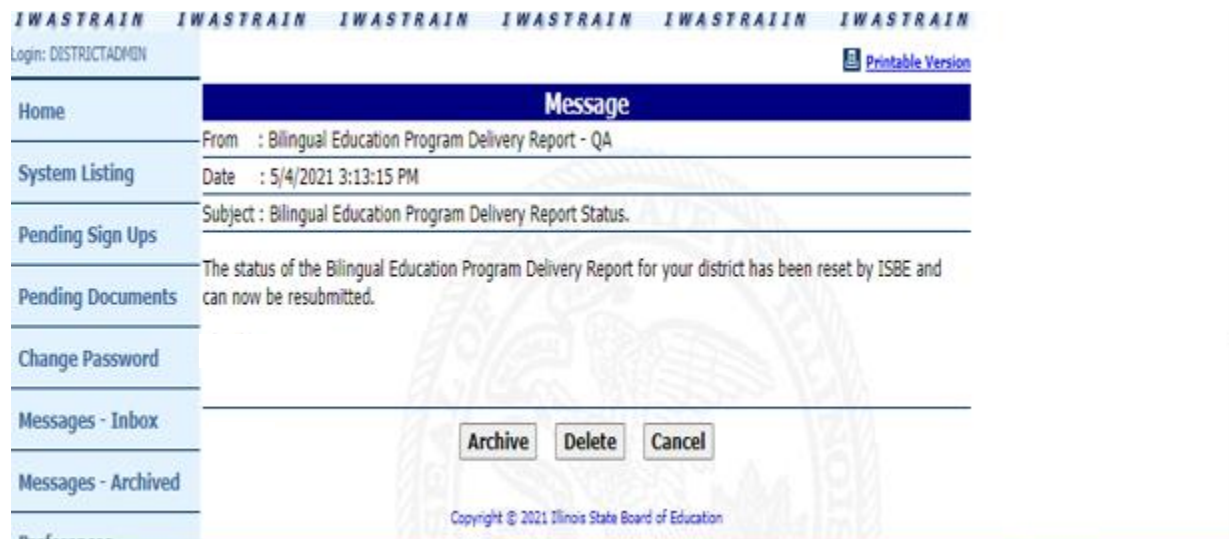 IWASTRAIN IWASTRAIN IWASTRAIN IWASTRAIN IWASTRAIIN IWASTRAIN
Login: DISTRICTADMIN
Printable Version
Home
System Listing
Pending Sign Ups
Pending Documents
Change Password
Messages - Inbox
Messages - Archived
Preferences
Message
From : Bilingual Education Program Delivery Report - QA
Date : 5/4/2021 3:13:15 PM
Subject : Bilingual Education Program Delivery Report Status.
The status of the Bilingual Education Program Delivery Report for your district has been reset by ISBE and
can now be resubmitted.
Archive Delete Cancel
Copyright © 2021 Illinois State Board of Education